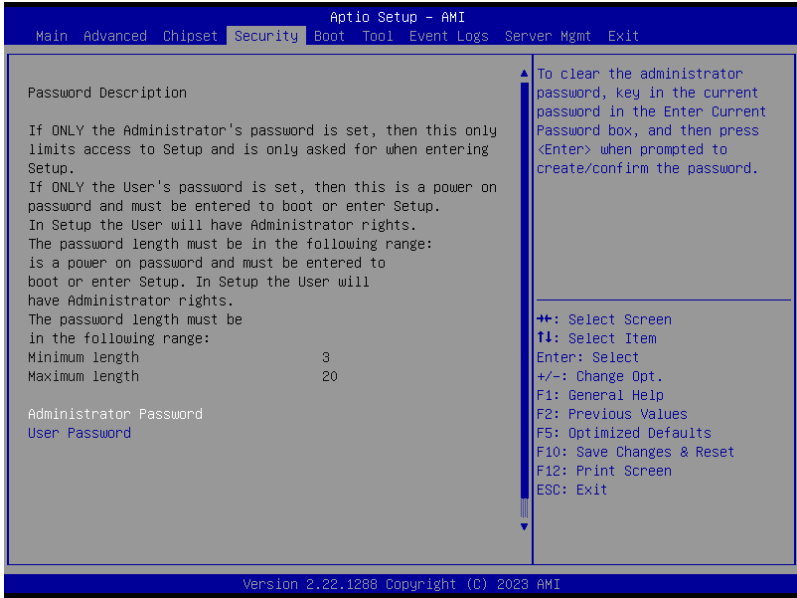 Aptio Setup – AMI
Main Advanced Chipset Security Boot Tool Event Logs Server Mgmt Exit
Password Description
If ONLY the Administrator's password is set, then this only
limits access to Setup and is only asked for when entering
Setup.
If ONLY the User's password is set, then this is a power on
password and must be entered to boot or enter Setup.
In Setup the User will have Administrator rights.
The password length must be in the following range:
is a power on password and must be entered to
boot or enter Setup. In Setup the User will
have Administrator rights.
The password length must be
in the following range:
Minimum length 3
Maximum length 20
Administrator Password
User Password
To clear the administrator
password, key in the current
password in the Enter Current
Password box, and then press
<Enter> when prompted to
create/confirm the password.
→←: Select Screen
↑↓: Select Item
Enter: Select
+/-: Change Opt.
F1: General Help
F2: Previous Values
F5: Optimized Defaults
F10: Save Changes & Reset
F12: Print Screen
ESC: Exit
Version 2.22.1288 Copyright (C) 2023 AMI